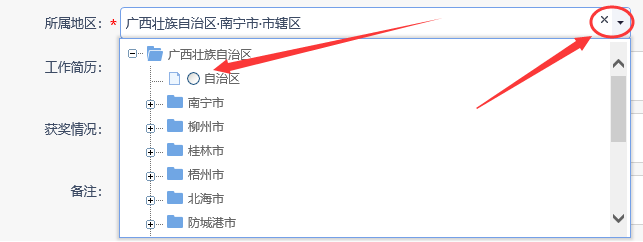 所属地区：* 广西壮族自治区·南宁市·市辖区
广西壮族自治区
工作简历：
自治区
南宁市
获奖情况：
柳州市
桂林市
梧州市
备注：
北海市
防城港市